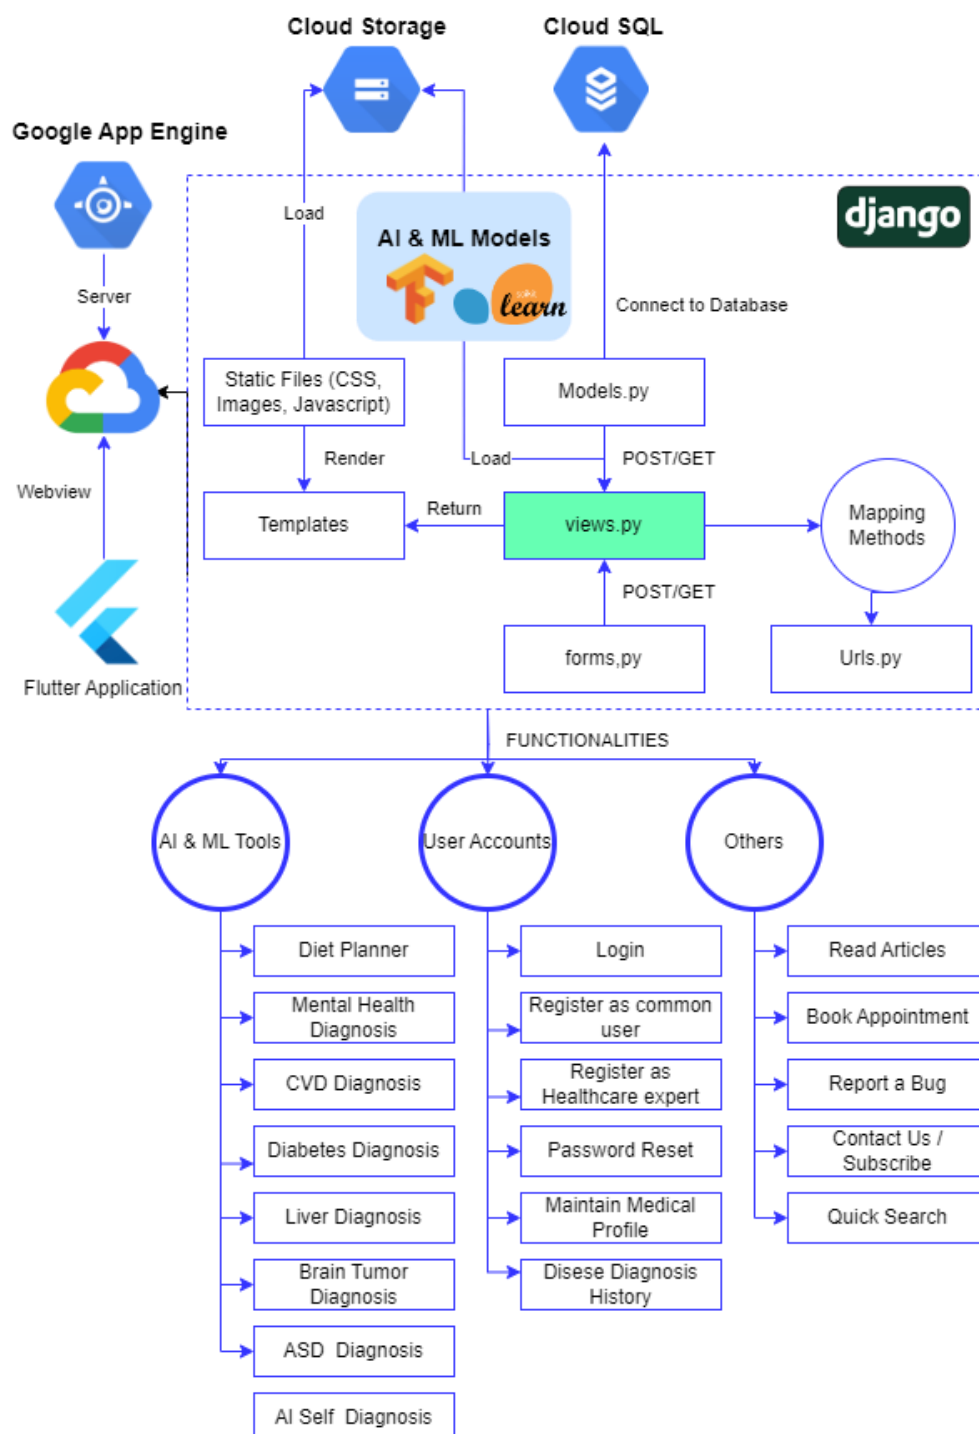 Cloud Storage
Cloud SQL
Google App Engine
django
Load
AI & ML Models
scikit
learn
Server
Connect to Database
Static Files (CSS,
Images, Javascript)
Models.py
Render
Load
POST/GET
Webview
Templates
Return
views.py
Mapping
Methods
POST/GET
forms,py
Urls.py
Flutter Application
FUNCTIONALITIES
AI & ML Tools
User Accounts
Others
Diet Planner
Login
Read Articles
Mental Health
Diagnosis
Register as common
user
Book Appointment
CVD Diagnosis
Register as
Healthcare expert
Report a Bug
Diabetes Diagnosis
Password Reset
Contact Us /
Subscribe
Liver Diagnosis
Maintain Medical
Profile
Quick Search
Brain Tumor
Diagnosis
Disese Diagnosis
History
ASD Diagnosis
AI Self Diagnosis